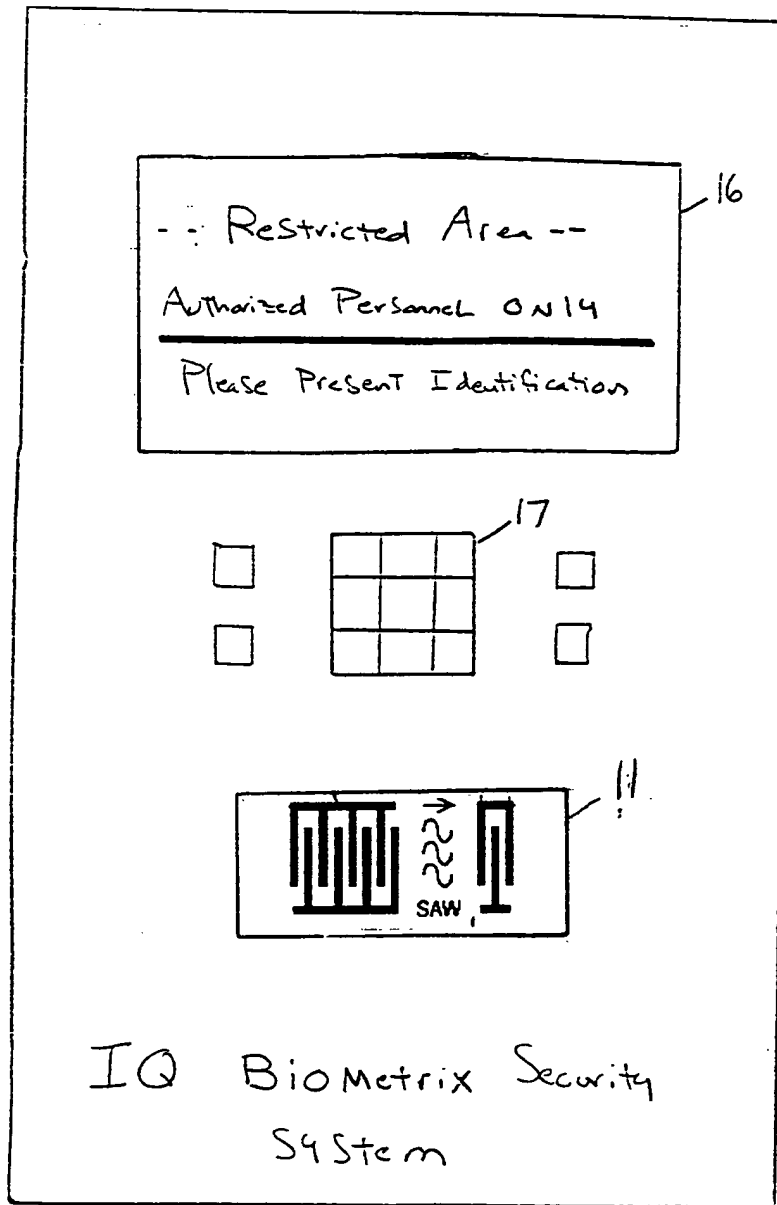 -- Restricted Area --
16
Authorized Personnel ONly
Please Present Identification
17
11
SAW
IQ BioMetrix Security
System